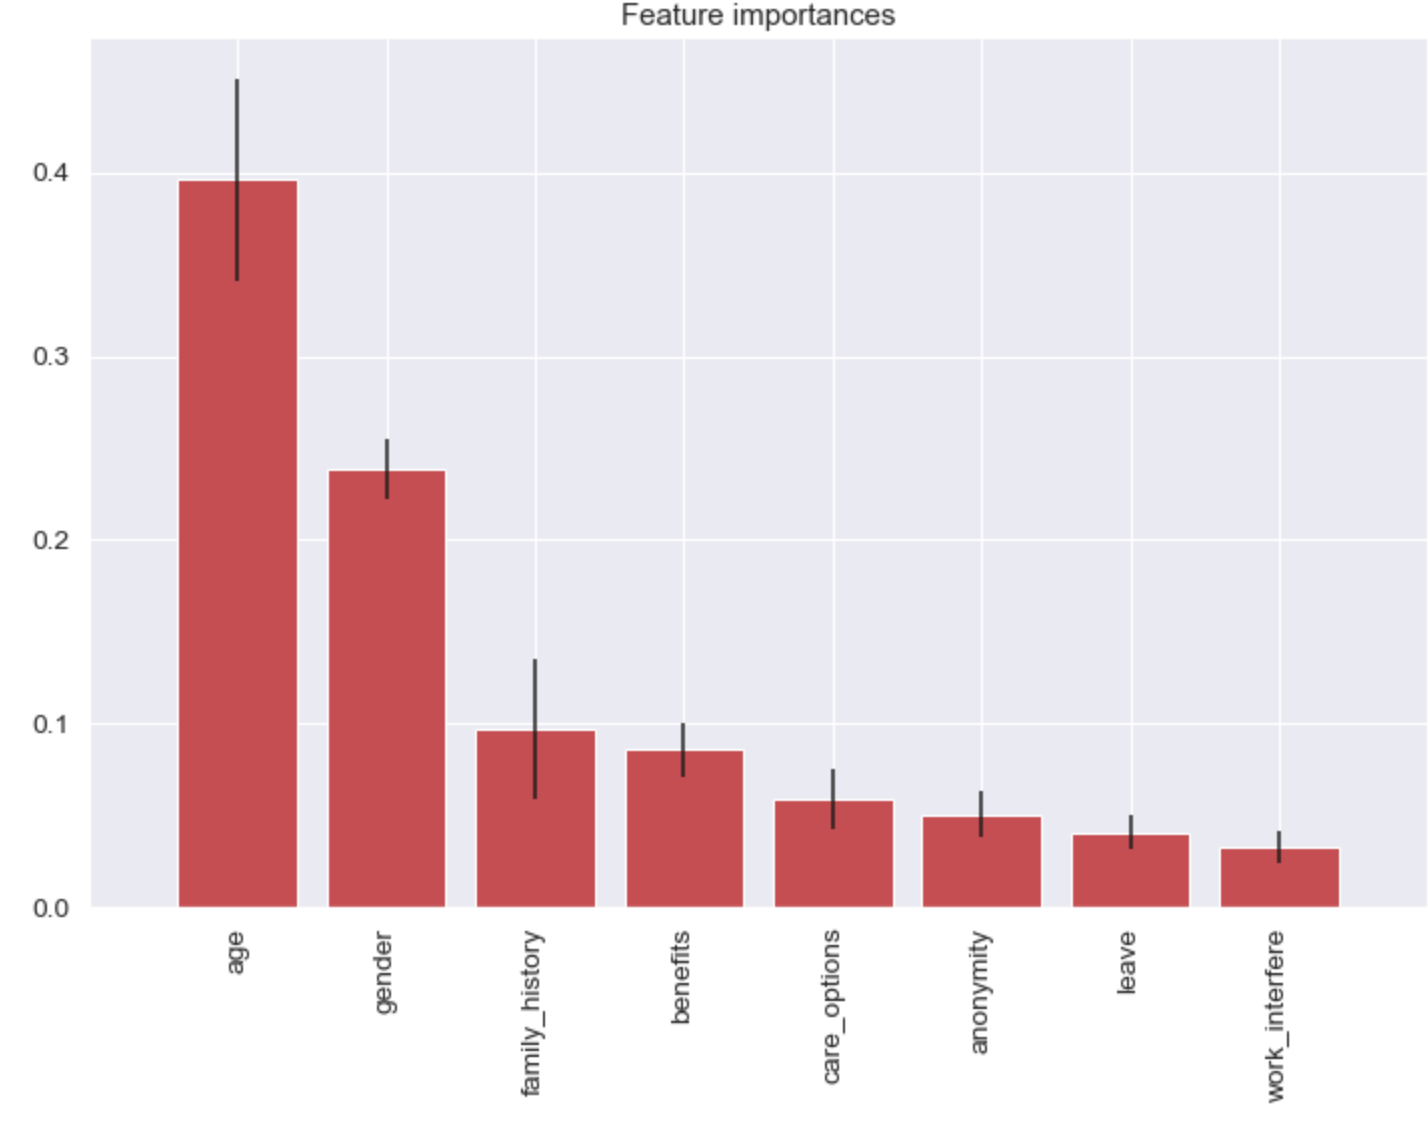 Feature importances
0.4
0.3
0.2
0.1
0.0
age
gender
family_history
benefits
care_options
anonymity
leave
work_interfere